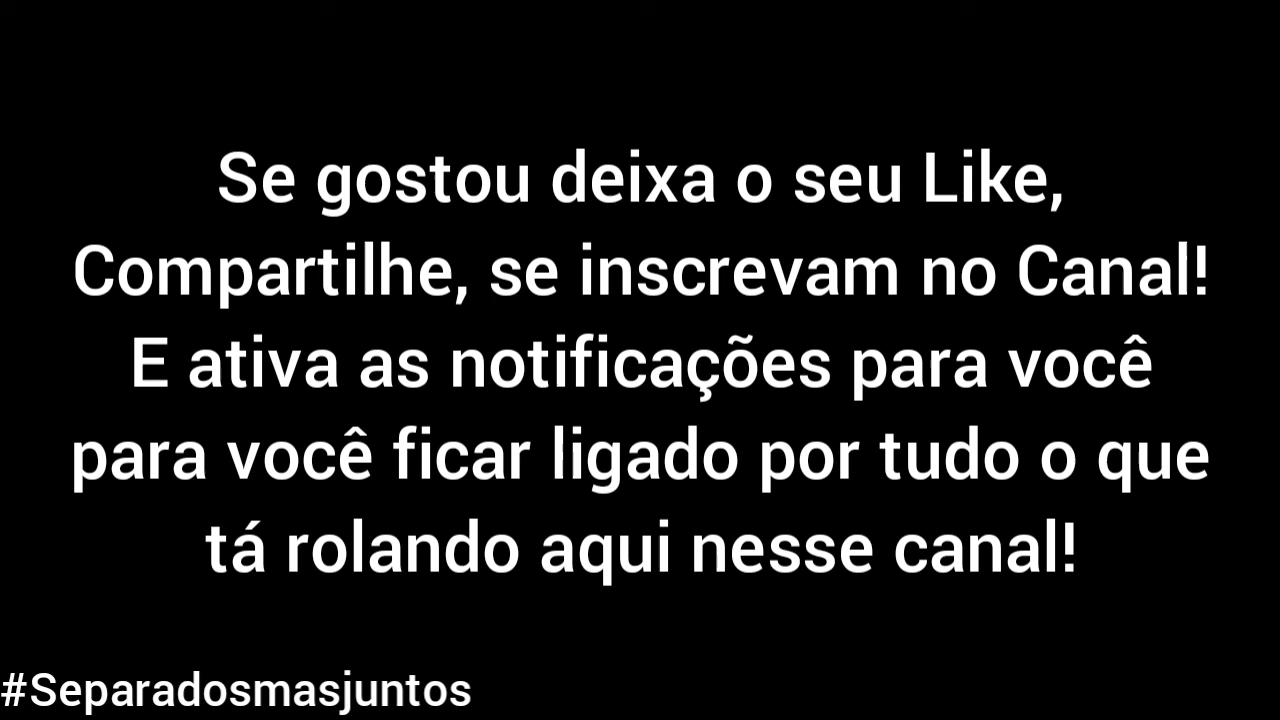 Se gostou deixa o seu Like,
Compartilhe, se inscrevam no Canal!
E ativa as notificações para você
para você ficar ligado por tudo o que
tá rolando aqui nesse canal!
#Separadosmasjuntos